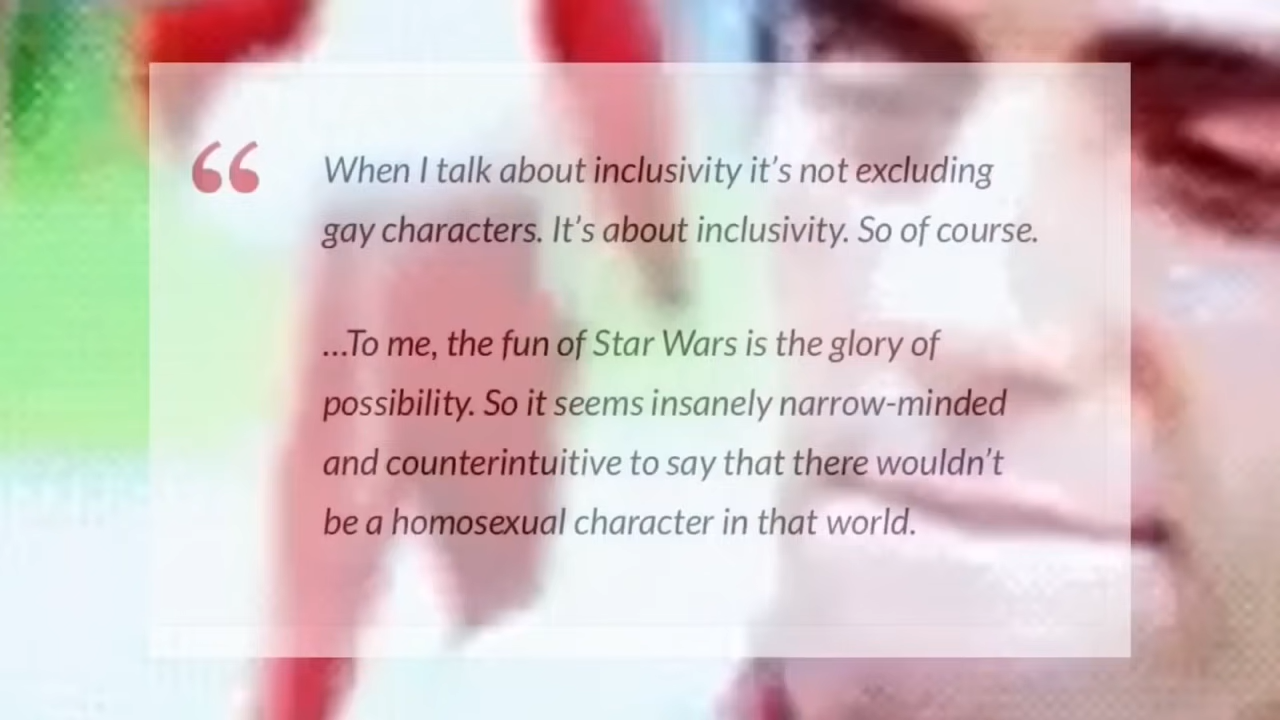 “
When I talk about inclusivity it’s not excluding
gay characters. It’s about inclusivity. So of course.
…To me, the fun of Star Wars is the glory of
possibility. So it seems insanely narrow-minded
and counterintuitive to say that there wouldn’t
be a homosexual character in that world.